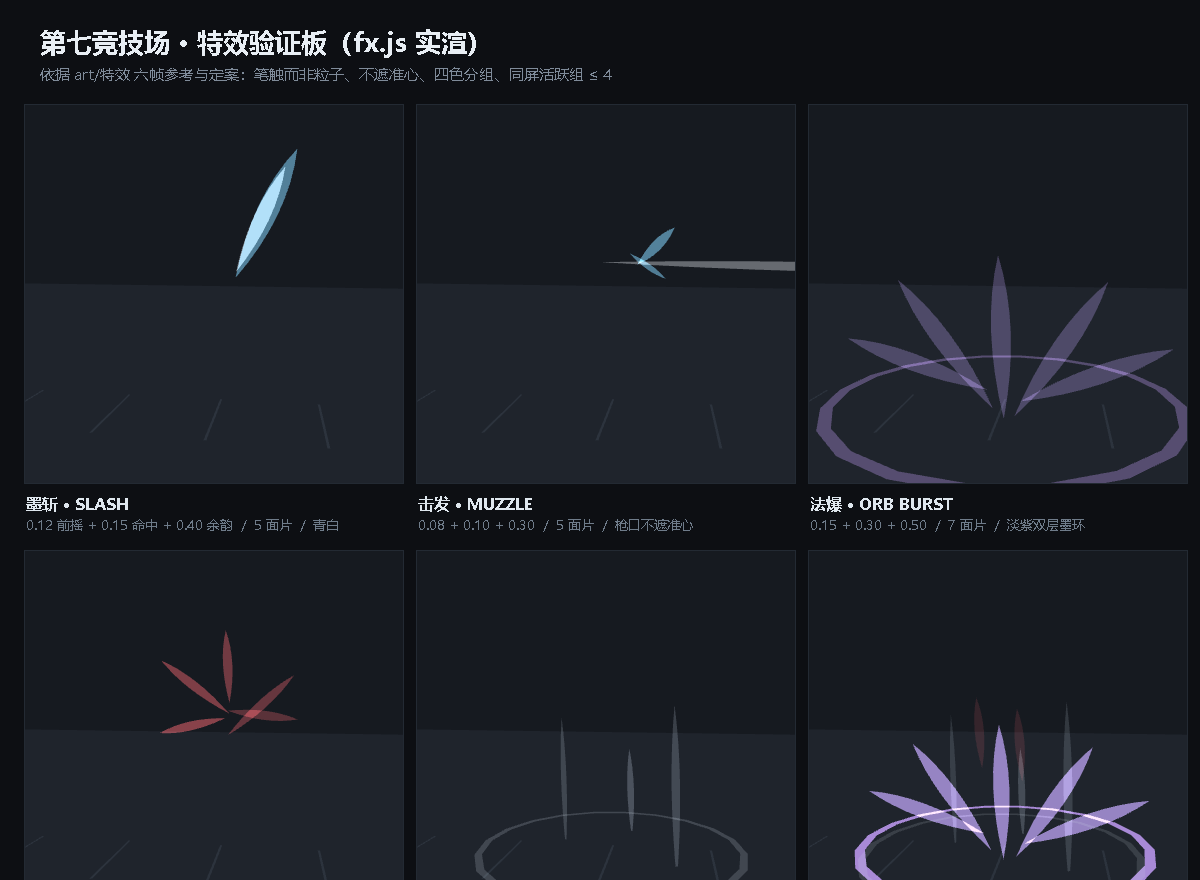 第七竞技场 · 特效验证板（fx.js 实渲）
依据 art/特效 六帧参考与定案：笔触而非粒子、不遮准心、四色分组、同屏活跃组 ≤ 4
墨斩 · SLASH
0.12 前摇 + 0.15 命中 + 0.40 余韵 / 5 面片 / 青白
击发 · MUZZLE
0.08 + 0.10 + 0.30 / 5 面片 / 枪口不遮准心
法爆 · ORB BURST
0.15 + 0.30 + 0.50 / 7 面片 / 淡紫双层墨环